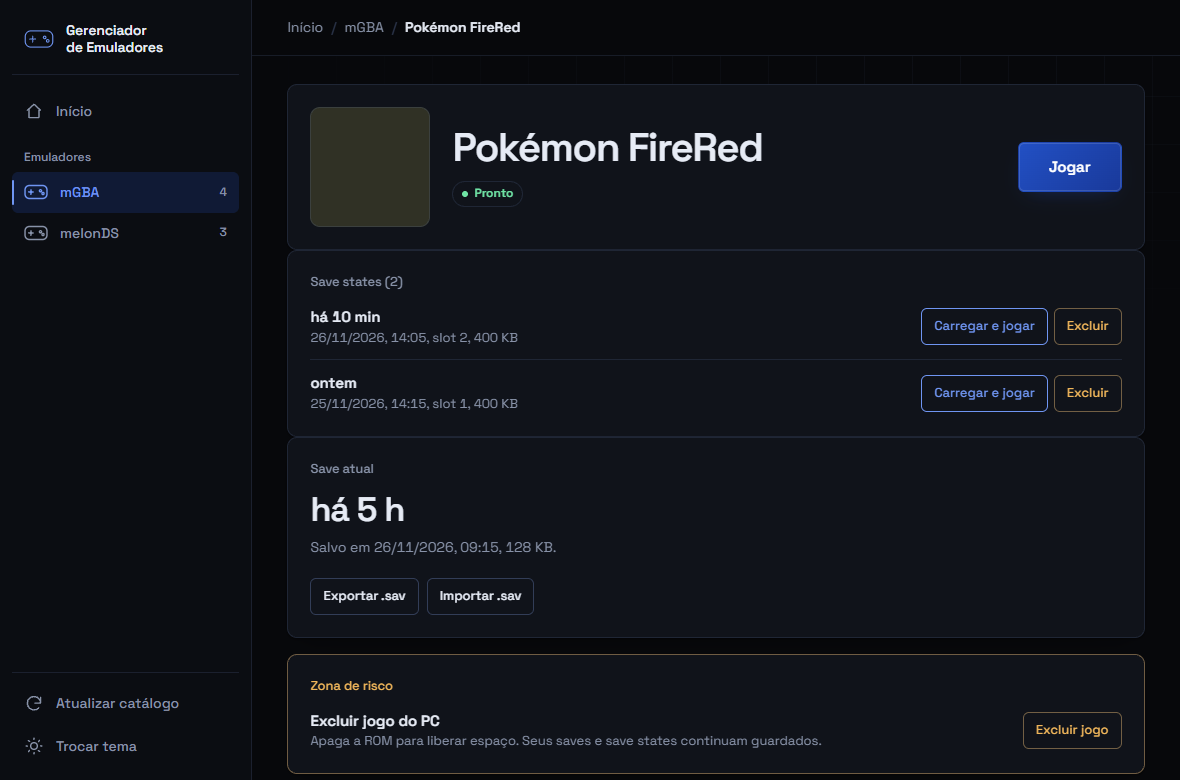 Gerenciador
de Emuladores
Início
Emuladores
mGBA 4
melonDS 3
Atualizar catálogo
Trocar tema
Início / mGBA / Pokémon FireRed
Pokémon FireRed
Pronto
Jogar
Save states (2)
há 10 min
26/11/2026, 14:05, slot 2, 400 KB
Carregar e jogar
Excluir
ontem
25/11/2026, 14:15, slot 1, 400 KB
Carregar e jogar
Excluir
Save atual
há 5 h
Salvo em 26/11/2026, 09:15, 128 KB.
Exportar .sav
Importar .sav
Zona de risco
Excluir jogo do PC
Apaga a ROM para liberar espaço. Seus saves e save states continuam guardados.
Excluir jogo